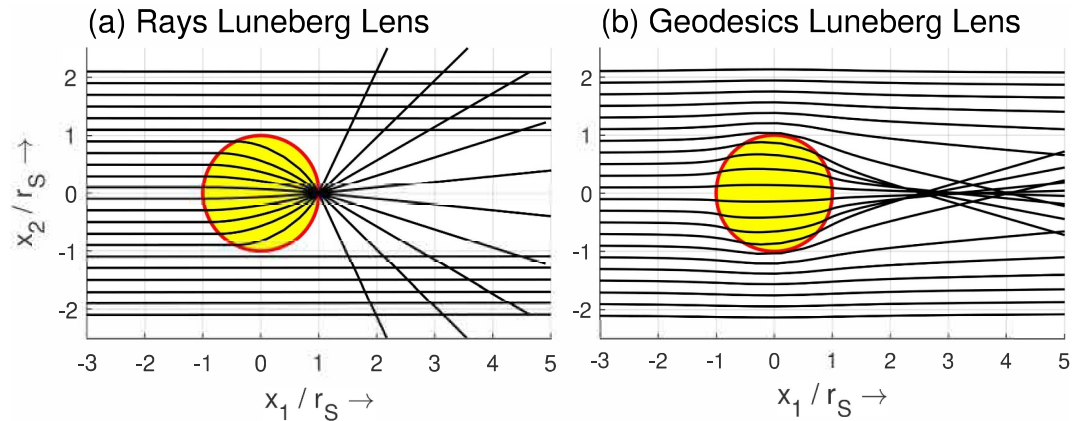 (a) Rays Luneberg Lens
2
1
0
-1
-2
x2 / rS →
-3 -2 -1 0 1 2 3 4 5
x1 / rS →
(b) Geodesics Luneberg Lens
2
1
0
-1
-2
-3 -2 -1 0 1 2 3 4 5
x1 / rS →